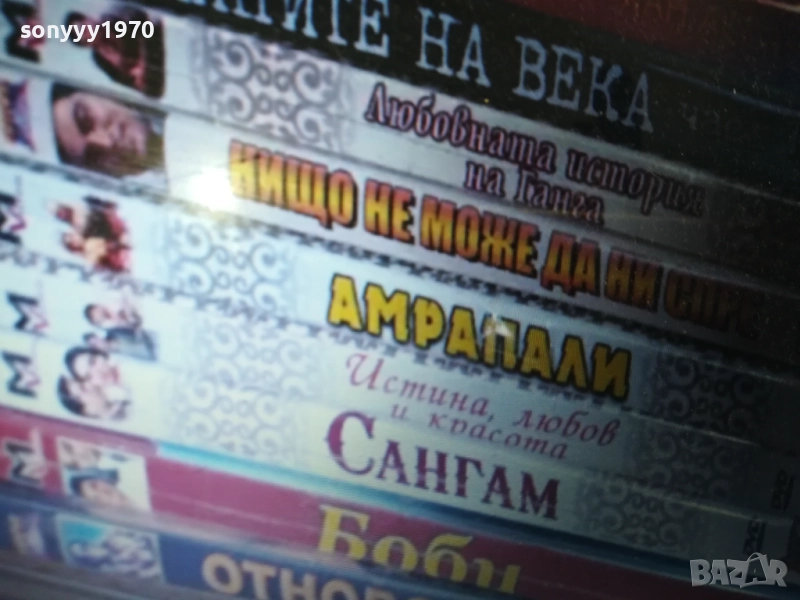 sonyyy1970
НА ВЕКА
Любовната история
на Ганга
НИЩО НЕ МОЖЕ ДА НИ СПРЕ
АМРАПАЛИ
Истина, любов
и красота
САНГАМ
Боби
BAZAR